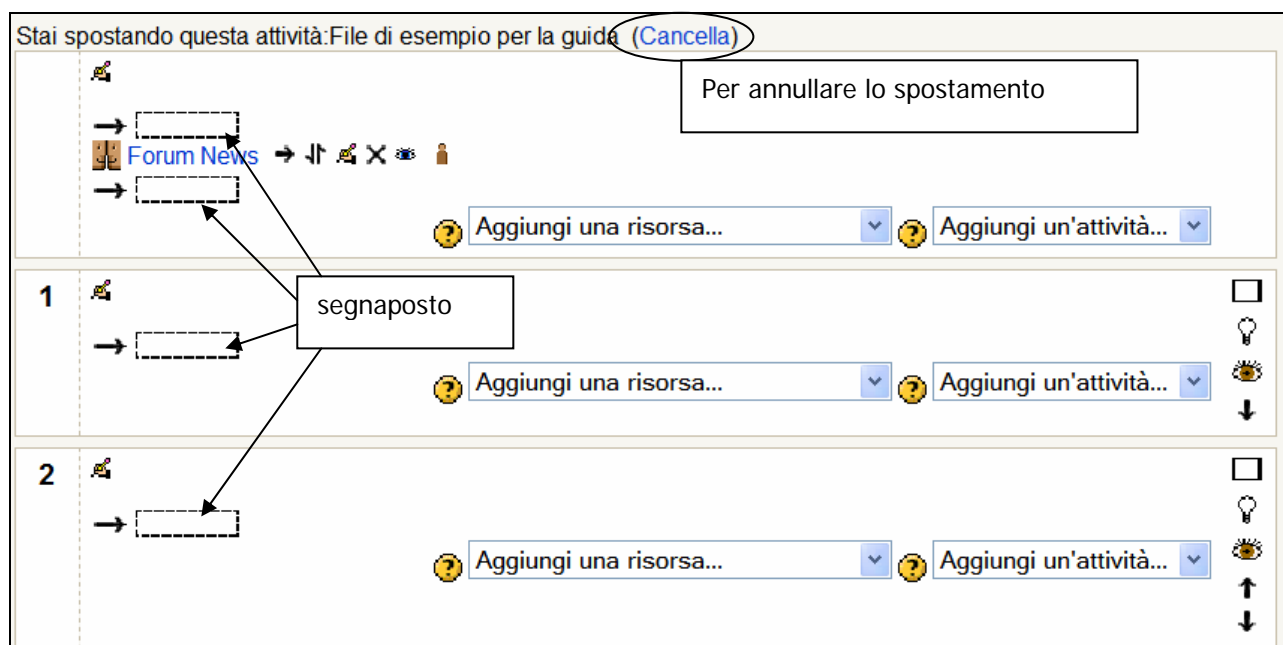 Stai spostando questa attività:File di esempio per la guida (Cancella)
Per annullare lo spostamento
Forum News
Aggiungi una risorsa... Aggiungi un'attività...
1
segnaposto
Aggiungi una risorsa... Aggiungi un'attività...
2
Aggiungi una risorsa... Aggiungi un'attività...